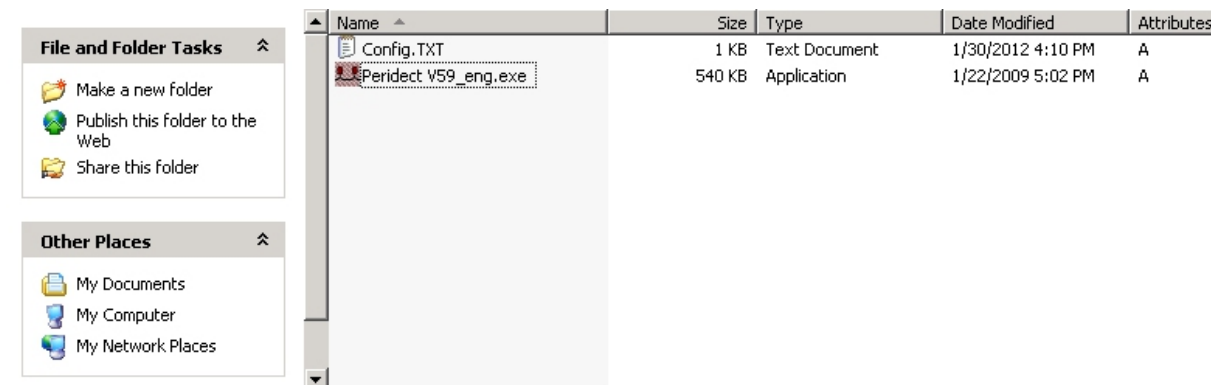 File and Folder Tasks
Make a new folder
Publish this folder to the
Web
Share this folder
Other Places
My Documents
My Computer
My Network Places
Name Size Type Date Modified Attributes
Config.TXT 1 KB Text Document 1/30/2012 4:10 PM A
Peridect V59_eng.exe 540 KB Application 1/22/2009 5:02 PM A